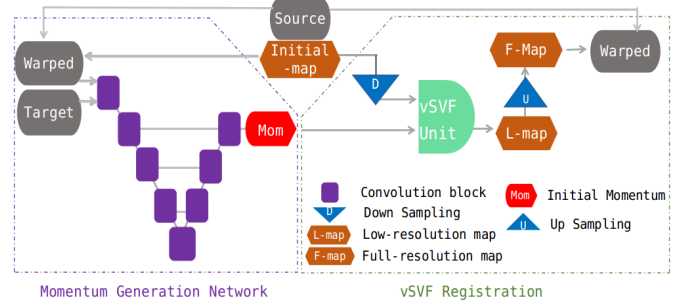 Source
Warped
Initial
-map
F-Map
Warped
D
Target
vSVF
Unit
U
L-map
Mom
Convolution block
Mom
Initial Momentum
D
Down Sampling
U
Up Sampling
L-map
Low-resolution map
F-map
Full-resolution map
Momentum Generation Network
vSVF Registration